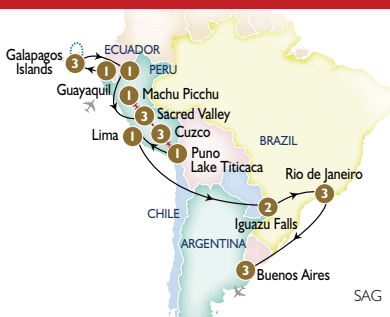 ECUADOR
Galapagos
Islands
3
1
1
PERU
Guayaquil
1
Machu Picchu
3
Sacred Valley
3
Cuzco
Lima
1
1
Puno
Lake Titicaca
BRAZIL
Rio de Janeiro
3
2
Iguazu Falls
CHILE
ARGENTINA
3
Buenos Aires
SAG